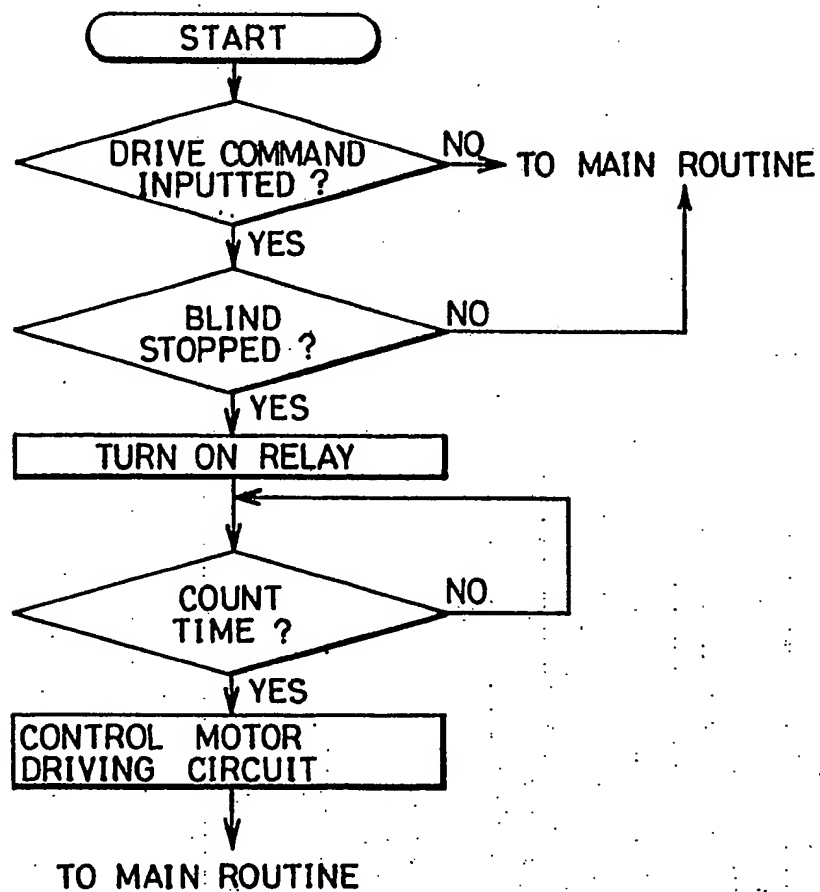 START
DRIVE COMMAND
INPUTTED ?
NO
TO MAIN ROUTINE
YES
BLIND
STOPPED ?
NO
YES
TURN ON RELAY
COUNT
TIME ?
NO
YES
CONTROL MOTOR
DRIVING CIRCUIT
TO MAIN ROUTINE